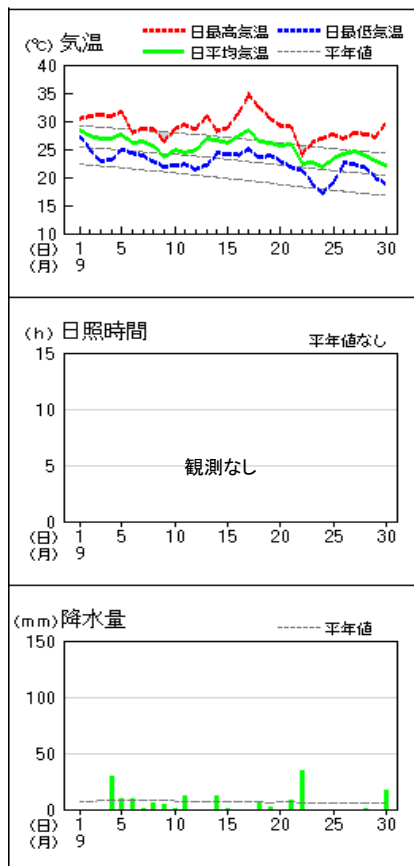 日最高気温 日最低気温
(℃) 気温 日平均気温 平年値
40
35
30
25
20
15
10
(日) 1 5 10 15 20 25 30
(月) 9
(h) 日照時間 平年値なし
15
10
観測なし
5
0
(日) 1 5 10 15 20 25 30
(月) 9
(mm) 降水量 平年値
150
100
50
0
(日) 1 5 10 15 20 25 30
(月) 9